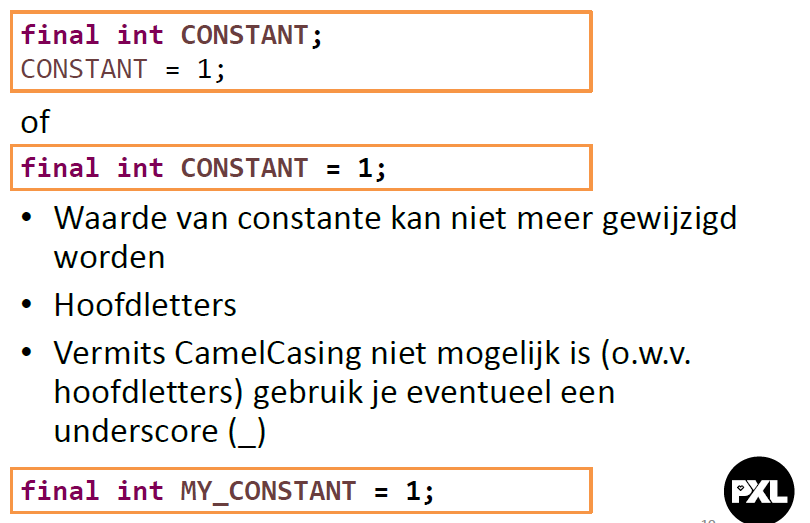 final int CONSTANT;
CONSTANT = 1;
of
final int CONSTANT = 1;
• Waarde van constante kan niet meer gewijzigd
worden
• Hoofdletters
• Vermits CamelCasing niet mogelijk is (o.w.v.
hoofdletters) gebruik je eventueel een
underscore (_)
final int MY_CONSTANT = 1;
PXL